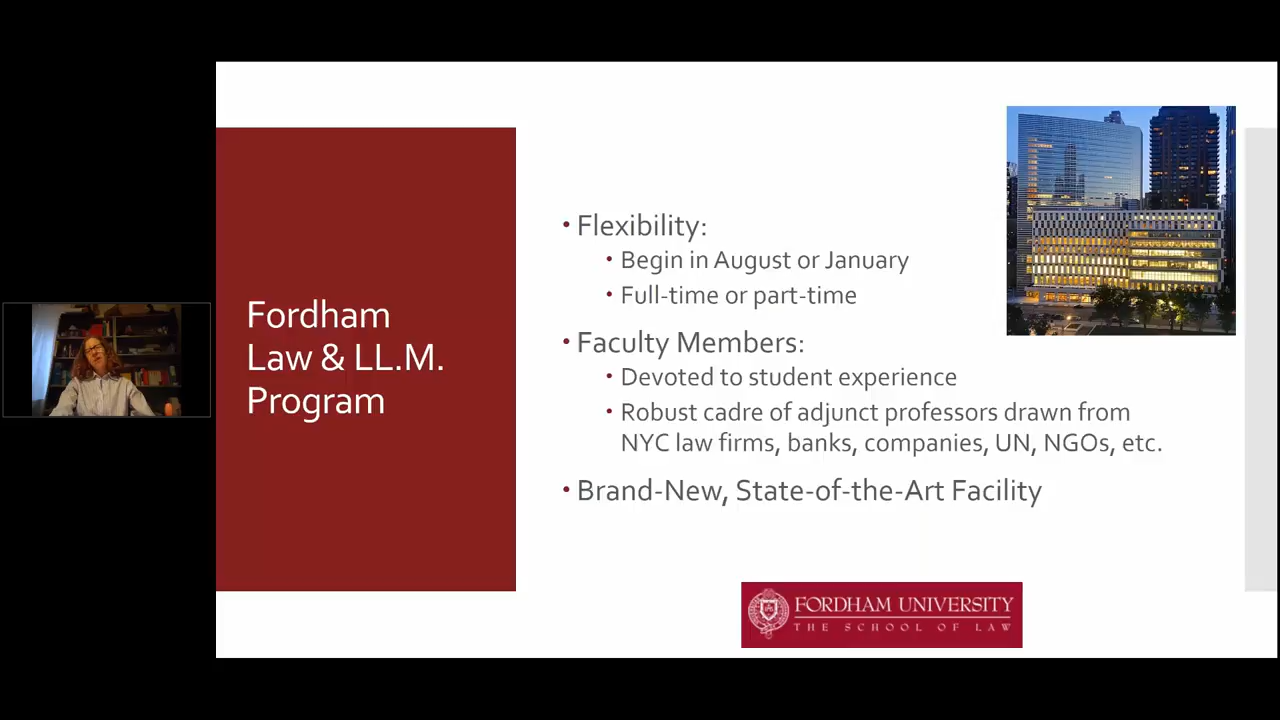 Fordham
Law & LL.M.
Program
• Flexibility:
• Begin in August or January
• Full-time or part-time
• Faculty Members:
• Devoted to student experience
• Robust cadre of adjunct professors drawn from
NYC law firms, banks, companies, UN, NGOs, etc.
• Brand-New, State-of-the-Art Facility
FORDHAM UNIVERSITY
THE SCHOOL OF LAW